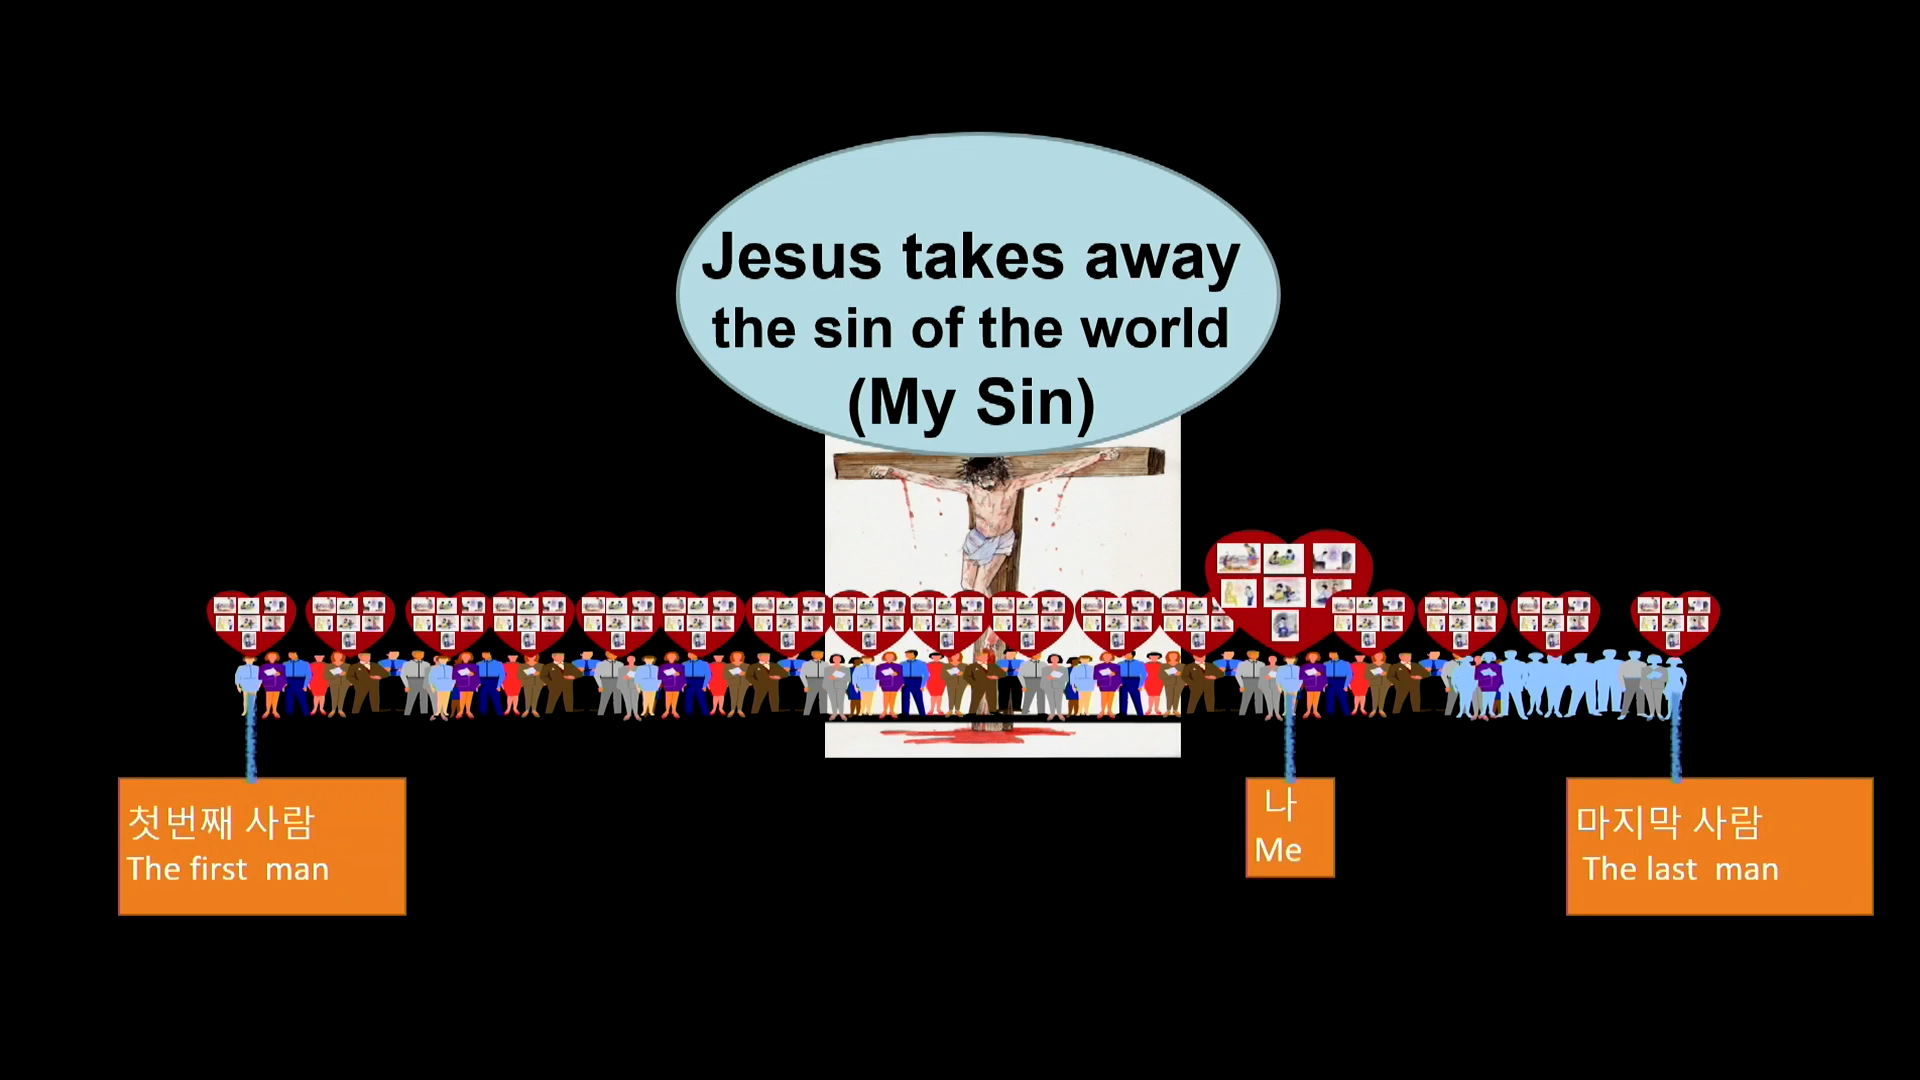 Jesus takes away
the sin of the world
(My Sin)
첫번째 사람
The first man
나
Me
마지막 사람
The last man